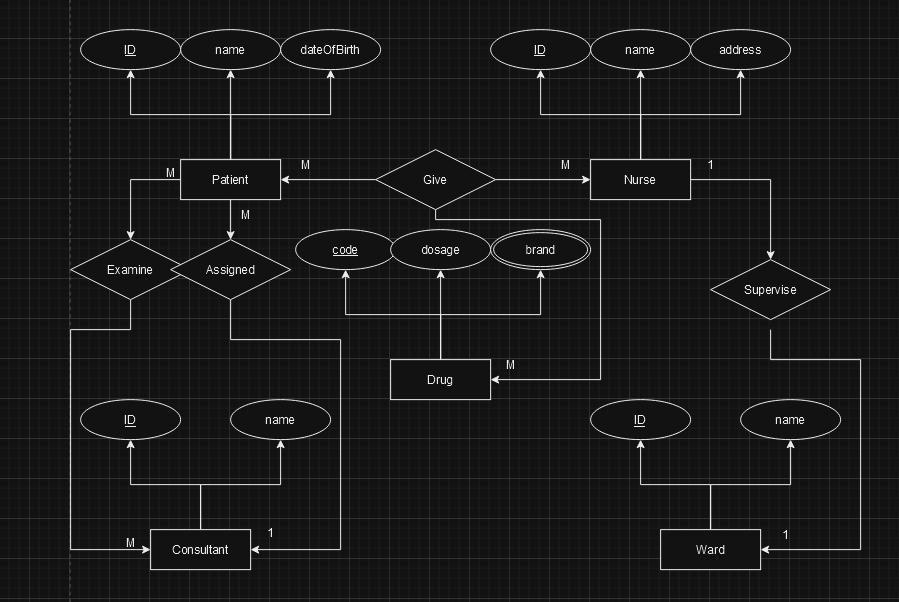 ID
name
dateOfBirth
ID
name
address
M
Patient
M
Give
M
Nurse
1
M
Examine
Assigned
code
dosage
brand
Supervise
Drug
M
ID
name
ID
name
M
Consultant
1
Ward
1